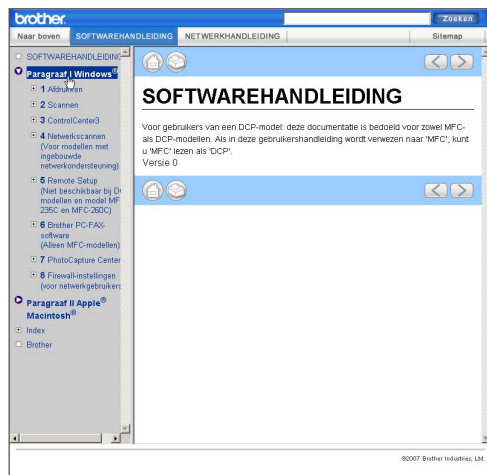 brother.
Zoeken
Naar boven
SOFTWAREHANDLEIDING
NETWERKHANDLEIDING
Sitemap
SOFTWAREHANDLEIDING
Paragraaf I Windows®
1 Afdrukken
2 Scannen
3 ControlCenter3
4 Netwerkscannen
(Voor modellen met
ingebouwde
netwerkondersteuning)
5 Remote Setup
(Niet beschikbaar bij D
modellen en model MF
235C en MFC-260C)
6 Brother PC-FAX-
software
(Alleen MFC-modellen)
7 PhotoCapture Center
8 Firewall-instellingen
(voor netwerkgebruikers
Paragraaf II Apple®
Macintosh®
Index
Brother
SOFTWAREHANDLEIDING
Voor gebruikers van een DCP-model: deze documentatie is bedoeld voor zowel MFC-
als DCP-modellen. Als in deze gebruikershandleiding wordt verwezen naar 'MFC', kunt
u 'MFC' lezen als 'DCP'.
Versie 0
©2007 Brother Industries, Ltd.